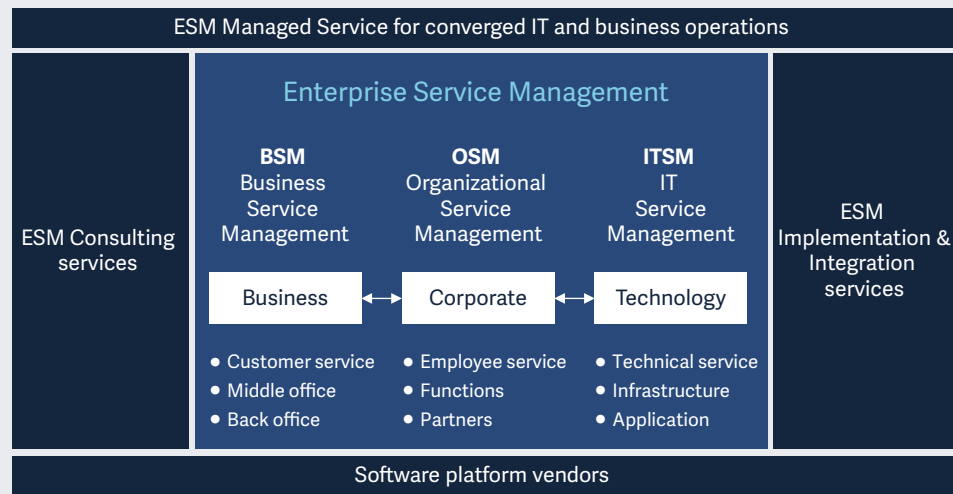 ESM Managed Service for converged IT and business operations
ESM Consulting
services
Enterprise Service Management
BSM
Business
Service
Management
OSM
Organizational
Service
Management
ITSM
IT
Service
Management
Business
Corporate
Technology
• Customer service
• Middle office
• Back office
• Employee service
• Functions
• Partners
• Technical service
• Infrastructure
• Application
ESM
Implementation &
Integration
services
Software platform vendors